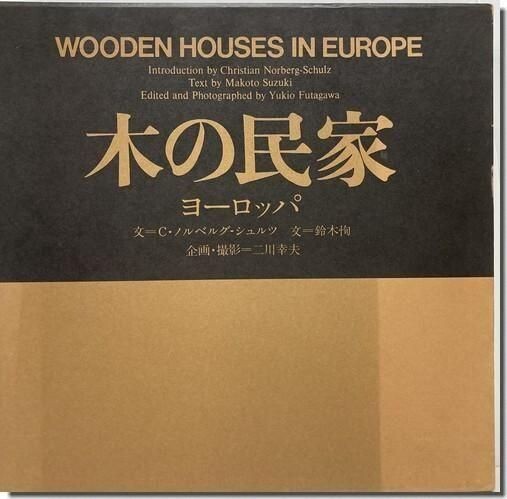 WOODEN HOUSES IN EUROPE
Introduction by Christian Norberg-Schulz
Text by Makoto Suzuki
Edited and Photographed by Yukio Futagawa
木の民家
ヨーロッパ
文=C・ノルベルグ・シュルツ 文=鈴木恂
企画・撮影=二川幸夫